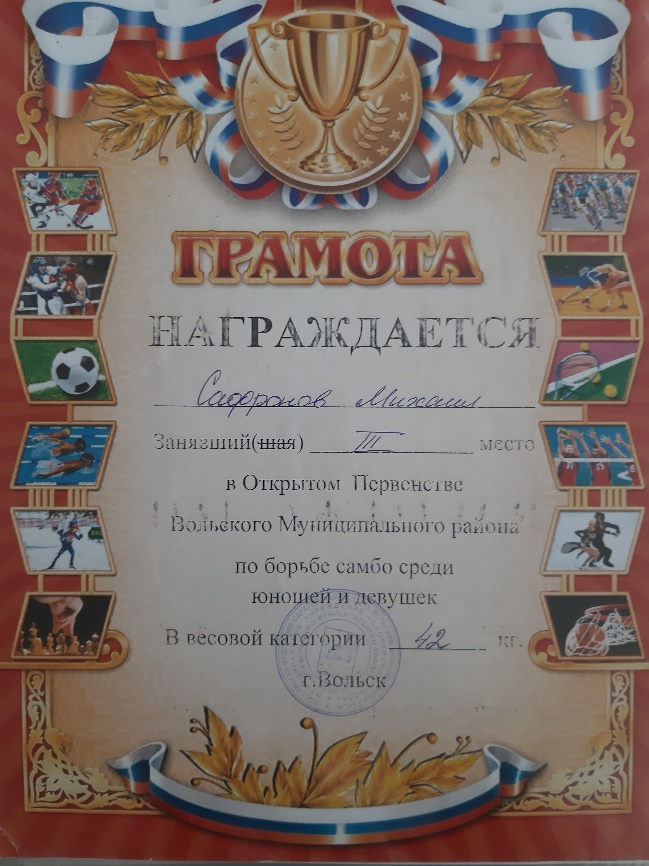 ГРАМОТА
НАГРАЖДАЕТСЯ
Сафронов Михаил
Занявший(шая) III место
в Открытом Первенстве
Вольского Муниципального района
по борьбе самбо среди
юношей и девушек
В весовой категории 42 кг.
г.Вольск